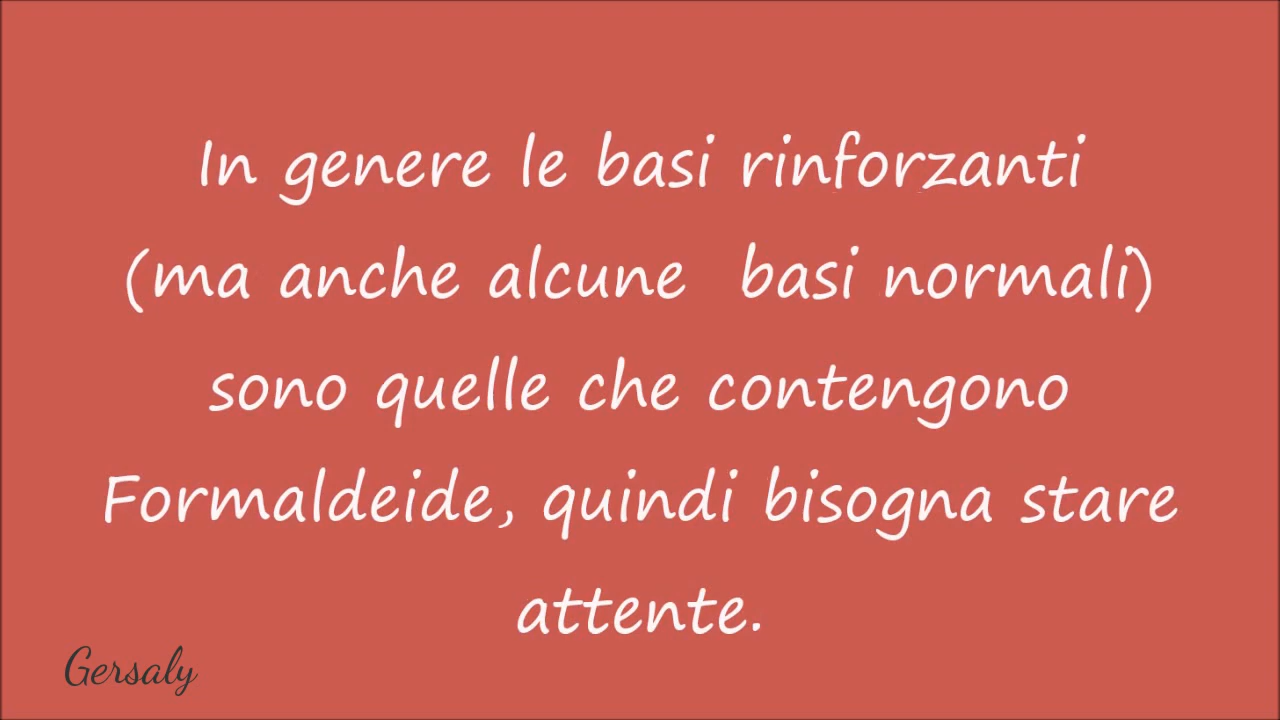 In genere le basi rinforzanti
(ma anche alcune basi normali)
sono quelle che contengono
Formaldeide, quindi bisogna stare
attente.
Gersaly